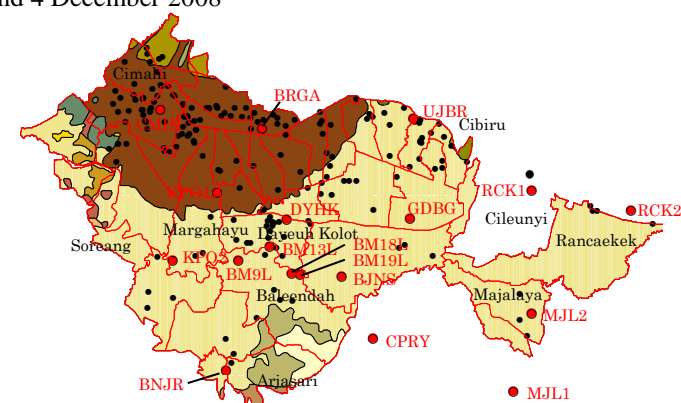 nd 4 December 2008
Cimahi
BRGA
UJBR
Cibiru
RCK1
RCK2
DYHK
GDBG
Cileunyi
Margahayu
Dayeuh Kolot
Rancaekek
Soreang
BM13L
BM18L
KPO2
BM9L
BM19L
BJNS
Baleendah
Majalaya
MJL2
CPRY
BNJR
Arjasari
MJL1